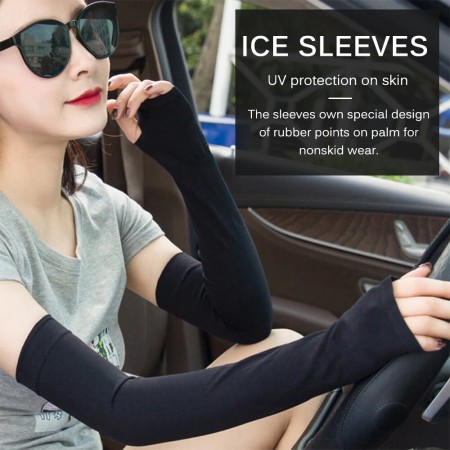 ICE SLEEVES
UV protection on skin
The sleeves own special design
of rubber points on palm for
nonskid wear.